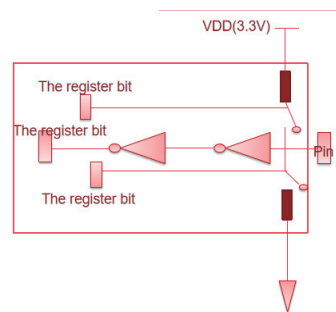 VDD(3.3V)
The register bit
The register bit
Pin
The register bit